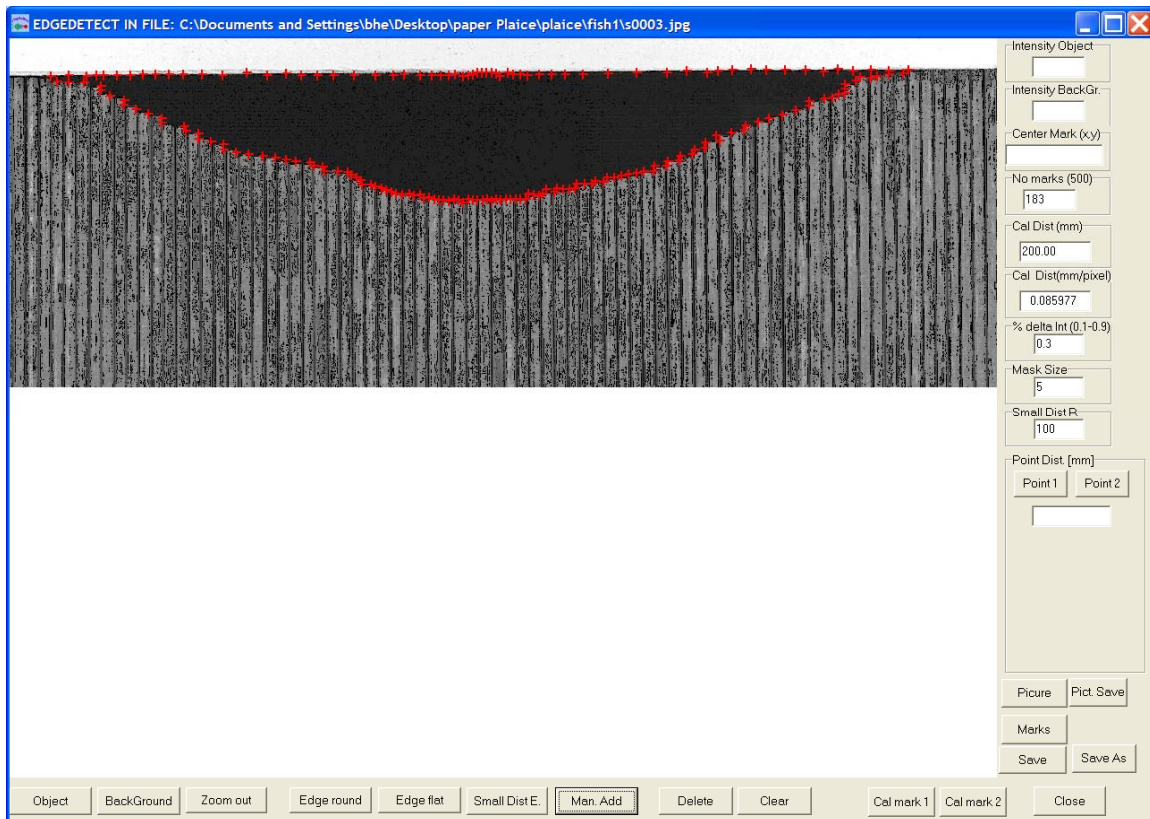 EDGEDETECT IN FILE: C:\Documents and Settings\bhe\Desktop\paper Plaice\plaice\fish1\s0003.jpg
Intensity Object
Intensity BackGr.
Center Mark (x,y)
No marks (500)
183
Cal Dist (mm)
200.00
Cal Dist(mm/pixel)
0.085977
% delta Int (0.1-0.9)
0.3
Mask Size
5
Small Dist R
100
Point Dist. [mm]
Point 1 Point 2
Picure Pict. Save
Marks
Save Save As
Object BackGround Zoom out Edge round Edge flat Small Dist E. Man. Add Delete Clear Cal mark 1 Cal mark 2 Close